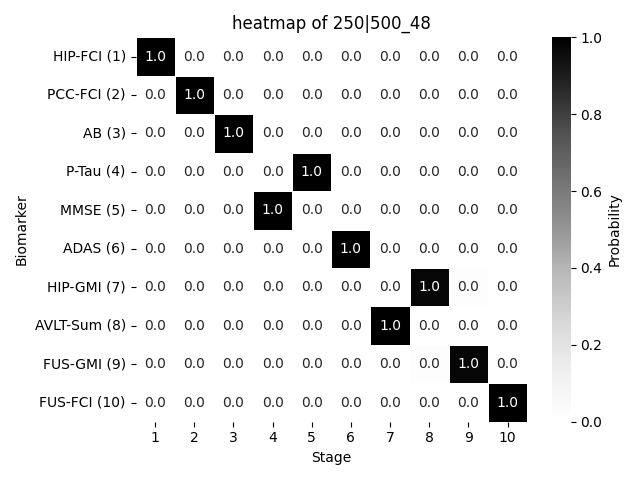 heatmap of 250|500_48
HIP-FCI (1) 1.0 0.0 0.0 0.0 0.0 0.0 0.0 0.0 0.0 0.0
PCC-FCI (2) 0.0 1.0 0.0 0.0 0.0 0.0 0.0 0.0 0.0 0.0
AB (3) 0.0 0.0 1.0 0.0 0.0 0.0 0.0 0.0 0.0 0.0
P-Tau (4) 0.0 0.0 0.0 0.0 1.0 0.0 0.0 0.0 0.0 0.0
MMSE (5) 0.0 0.0 0.0 1.0 0.0 0.0 0.0 0.0 0.0 0.0
ADAS (6) 0.0 0.0 0.0 0.0 0.0 1.0 0.0 0.0 0.0 0.0
HIP-GMI (7) 0.0 0.0 0.0 0.0 0.0 0.0 0.0 1.0 0.0 0.0
AVLT-Sum (8) 0.0 0.0 0.0 0.0 0.0 0.0 1.0 0.0 0.0 0.0
FUS-GMI (9) 0.0 0.0 0.0 0.0 0.0 0.0 0.0 0.0 1.0 0.0
FUS-FCI (10) 0.0 0.0 0.0 0.0 0.0 0.0 0.0 0.0 0.0 1.0
1 2 3 4 5 6 7 8 9 10
Stage
Biomarker
1.0
0.8
0.6
0.4
0.2
0.0
Probability